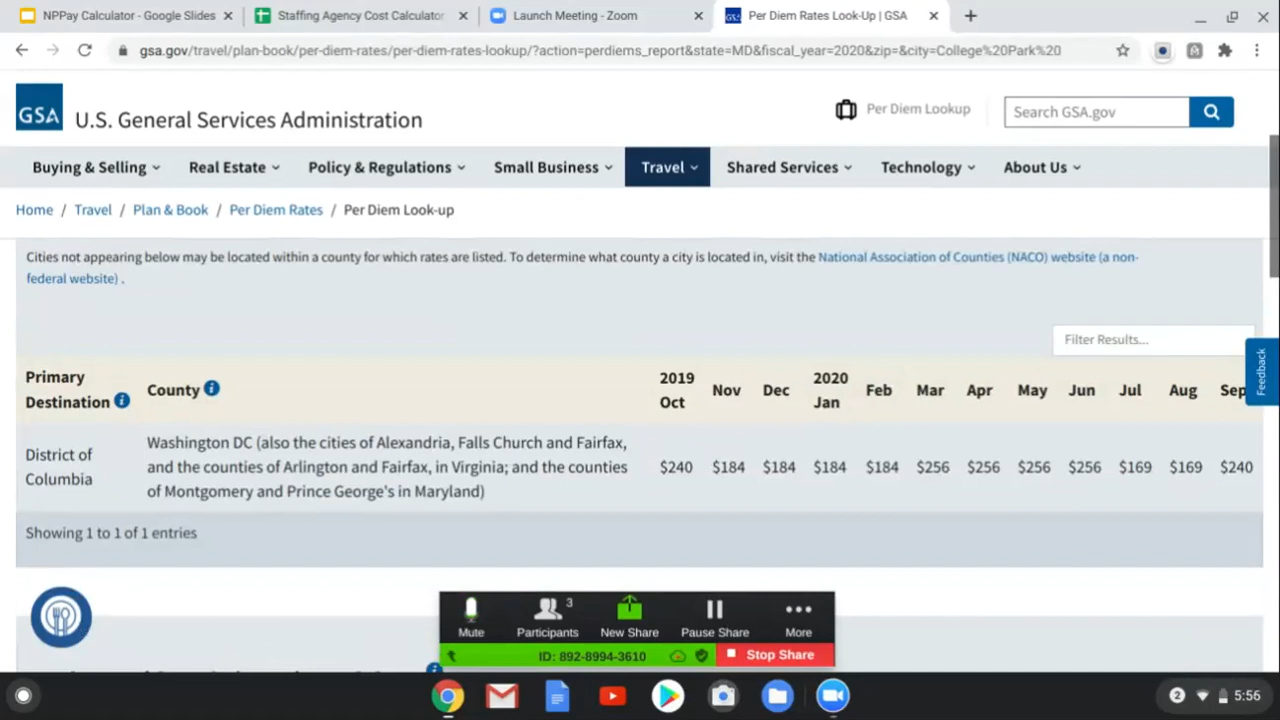 NPPay Calculator - Google Slides
Staffing Agency Cost Calculator
Launch Meeting - Zoom
Per Diem Rates Look-Up | GSA
gsa.gov/travel/plan-book/per-diem-rates/per-diem-rates-lookup/?action=perdiems_report&state=MD&fiscal_year=2020&zip=&city=College%20Park%20
GSA
U.S. General Services Administration
Per Diem Lookup
Search GSA.gov
Buying & Selling Real Estate Policy & Regulations Small Business Travel Shared Services Technology About Us
Home / Travel / Plan & Book / Per Diem Rates / Per Diem Look-up
Cities not appearing below may be located within a county for which rates are listed. To determine what county a city is located in, visit the National Association of Counties (NACO) website (a non-
federal website) .
Filter Results...
Feedback
Primary
Destination
County
2019
Oct
Nov
Dec
2020
Jan
Feb
Mar
Apr
May
Jun
Jul
Aug
Sep
District of
Columbia
Washington DC (also the cities of Alexandria, Falls Church and Fairfax,
and the counties of Arlington and Fairfax, in Virginia; and the counties
of Montgomery and Prince George's in Maryland)
$240 $184 $184 $184 $184 $256 $256 $256 $256 $169 $169 $240
Showing 1 to 1 of 1 entries
3
Mute Participants New Share Pause Share More
ID: 892-8994-3610
Stop Share
2
5:56